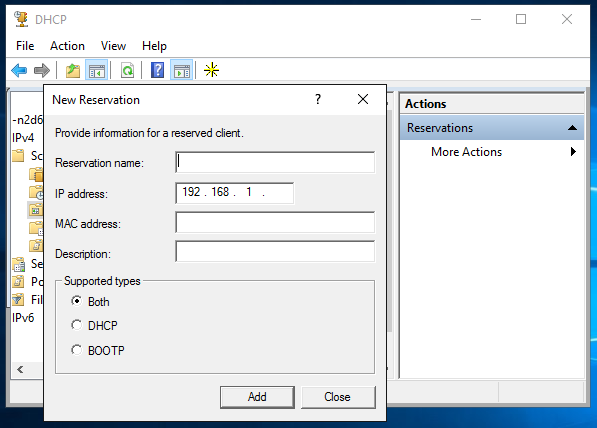 DHCP
File Action View Help
-n2d6
IPv4
Sc
Se
Po
Fil
IPv6
New Reservation
Provide information for a reserved client.
Reservation name:
IP address: 192 . 168 . 1 .
MAC address:
Description:
Supported types
Both
DHCP
BOOTP
Add Close
Actions
Reservations
More Actions